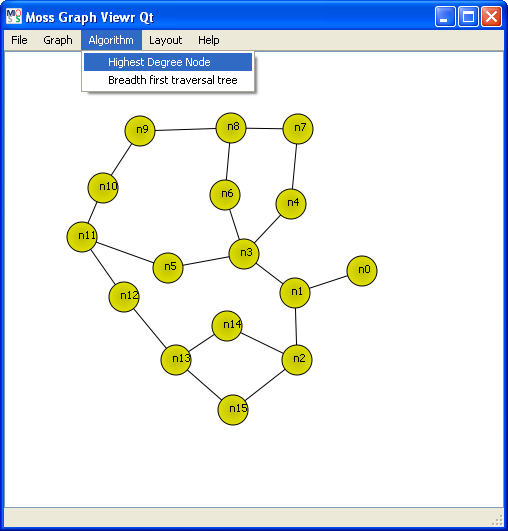 Moss Graph Viewr Qt
File Graph Algorithm Layout Help
Highest Degree Node
Breadth first traversal tree
n9 n8 n7
n10 n6 n4
n11 n3
n5 n0
n12 n1
n14
n13 n2
n15